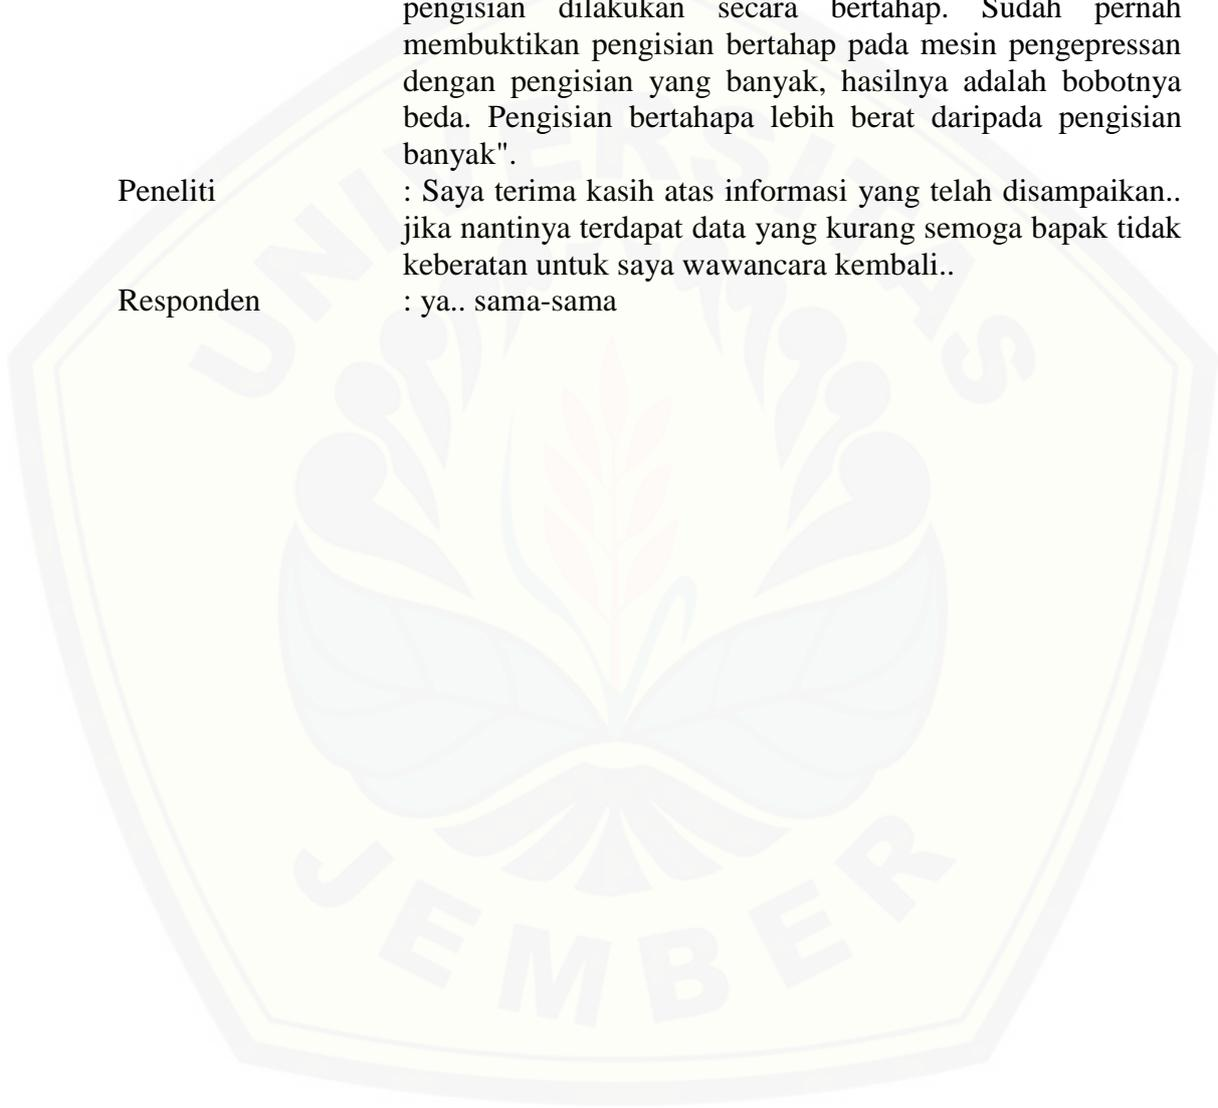 pengisian dilakukan secara bertahap. Sudah pernah
membuktikan pengisian bertahap pada mesin pengepressan
dengan pengisian yang banyak, hasilnya adalah bobotnya
beda. Pengisian bertahapa lebih berat daripada pengisian
banyak".
Peneliti : Saya terima kasih atas informasi yang telah disampaikan..
jika nantinya terdapat data yang kurang semoga bapak tidak
keberatan untuk saya wawancara kembali..
Responden : ya.. sama-sama
UNIVERSITAS
JEMBER